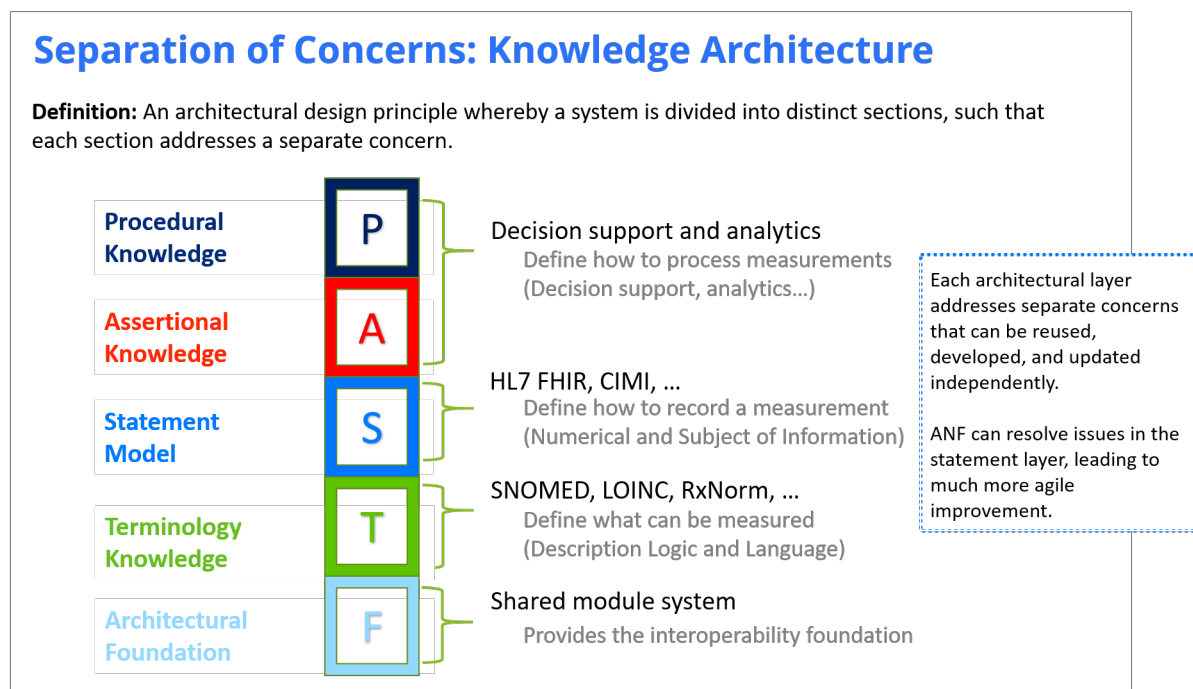 Separation of Concerns: Knowledge Architecture
Definition: An architectural design principle whereby a system is divided into distinct sections, such that
each section addresses a separate concern.
Procedural
Knowledge
P
Decision support and analytics
Define how to process measurements
(Decision support, analytics...)
Assertional
Knowledge
A
HL7 FHIR, CIMI, ...
Define how to record a measurement
(Numerical and Subject of Information)
Statement
Model
S
SNOMED, LOINC, RxNorm, ...
Define what can be measured
(Description Logic and Language)
Terminology
Knowledge
T
Shared module system
Provides the interoperability foundation
Architectural
Foundation
F
Each architectural layer
addresses separate concerns
that can be reused,
developed, and updated
independently.
ANF can resolve issues in the
statement layer, leading to
much more agile
improvement.